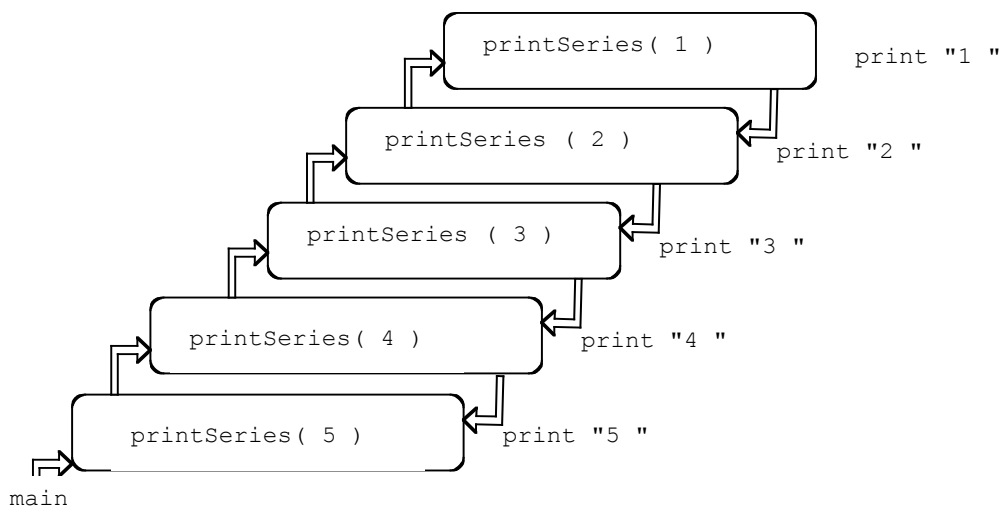 printSeries( 1 )
print "1 "
printSeries ( 2 )
print "2 "
printSeries ( 3 )
print "3 "
printSeries( 4 )
print "4 "
printSeries( 5 )
print "5 "
main